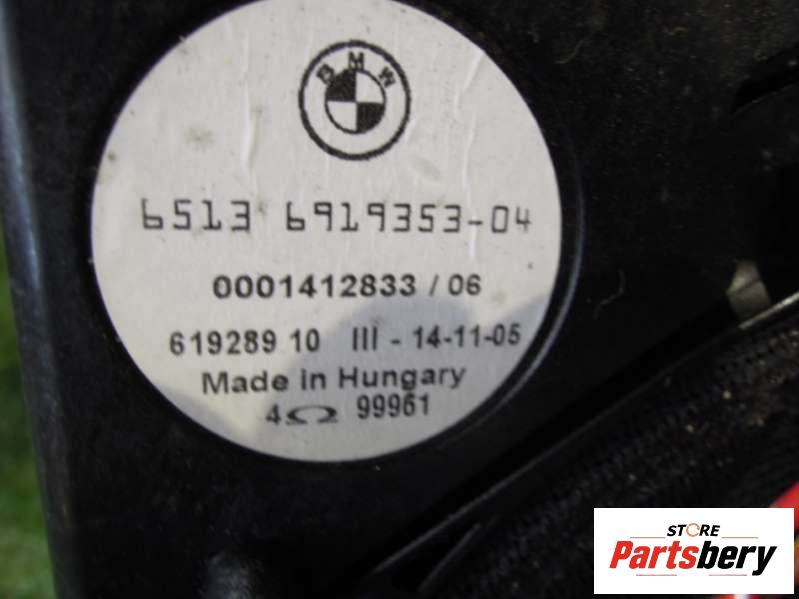 BMW
6513 6919353-04
0001412833 / 06
619289 10 III - 14-11-05
Made in Hungary
4Ω 99961
STORE
Partsbery